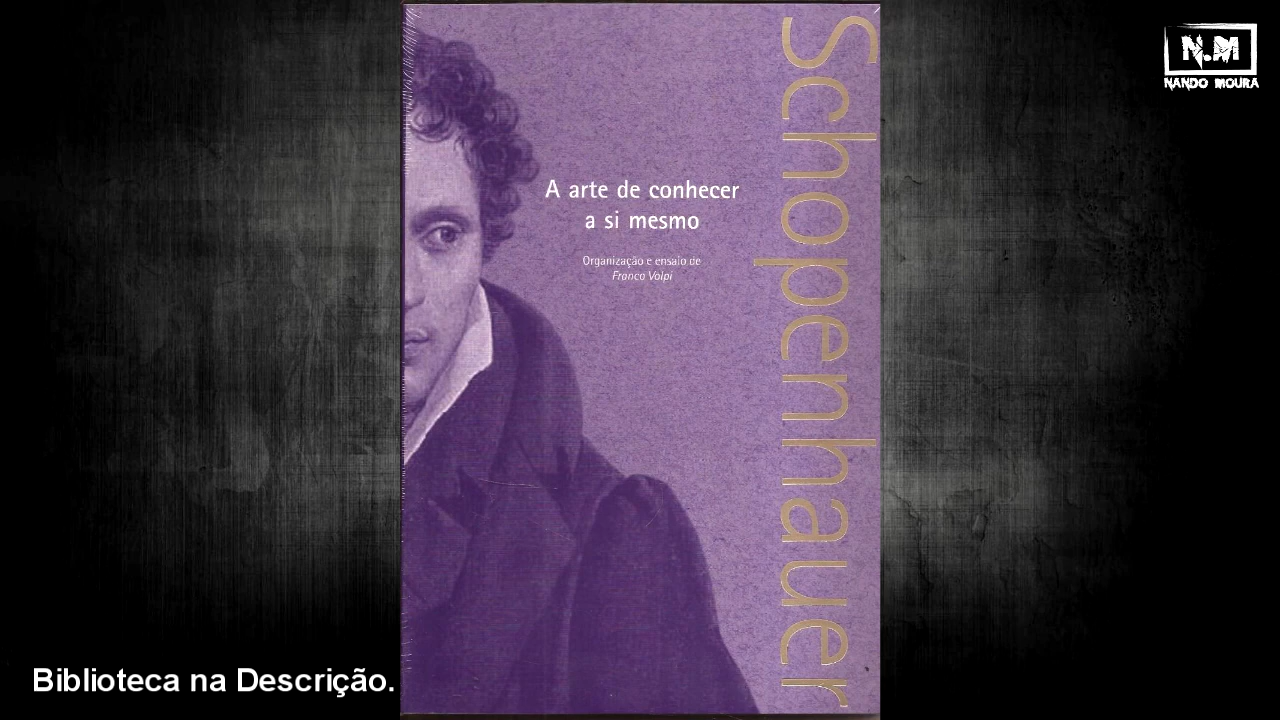 Schopenhauer
N.M
NANDO MOURA
A arte de conhecer
a si mesmo
Organização e ensaio de
Franco Volpi
Biblioteca na Descrição.